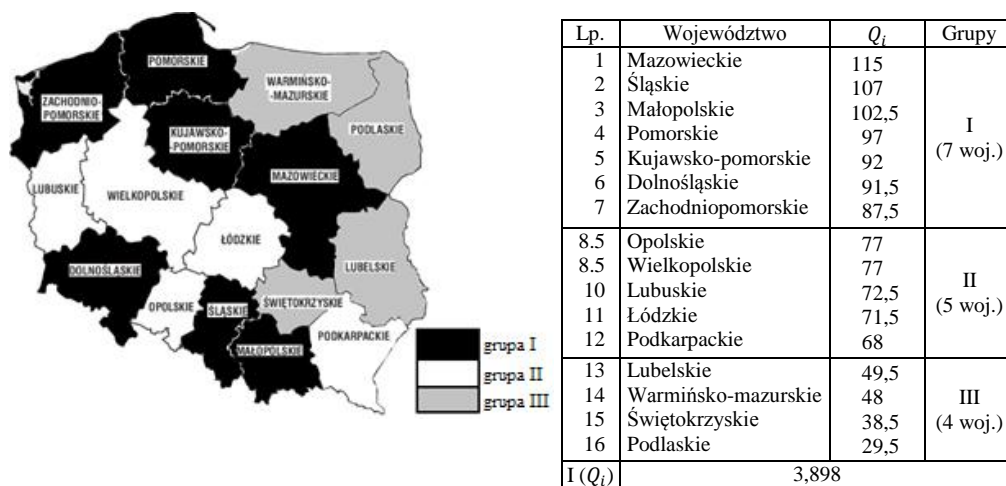 POMORSKIE
WARMIŃSKO-
-MAZURSKIE
ZACHODNIO-
-POMORSKIE
KUJAWSKO-
-POMORSKIE
PODLASKIE
MAZOWIECKIE
LUBUSKIE
WIELKOPOLSKIE
ŁÓDZKIE
DOLNOŚLĄSKIE
LUBELSKIE
OPOLSKIE
ŚLĄSKIE
ŚWIĘTOKRZYSKIE
PODKARPACKIE
MAŁOPOLSKIE
grupa I
grupa II
grupa III
Lp. Województwo Qi Grupy
1 Mazowieckie 115
2 Śląskie 107
3 Małopolskie 102,5
4 Pomorskie 97
5 Kujawsko-pomorskie 92
6 Dolnośląskie 91,5
7 Zachodniopomorskie 87,5
I
(7 woj.)
8.5 Opolskie 77
8.5 Wielkopolskie 77
10 Lubuskie 72,5
11 Łódzkie 71,5
12 Podkarpackie 68
II
(5 woj.)
13 Lubelskie 49,5
14 Warmińsko-mazurskie 48
15 Świętokrzyskie 38,5
16 Podlaskie 29,5
III
(4 woj.)
I (Qi) 3,898